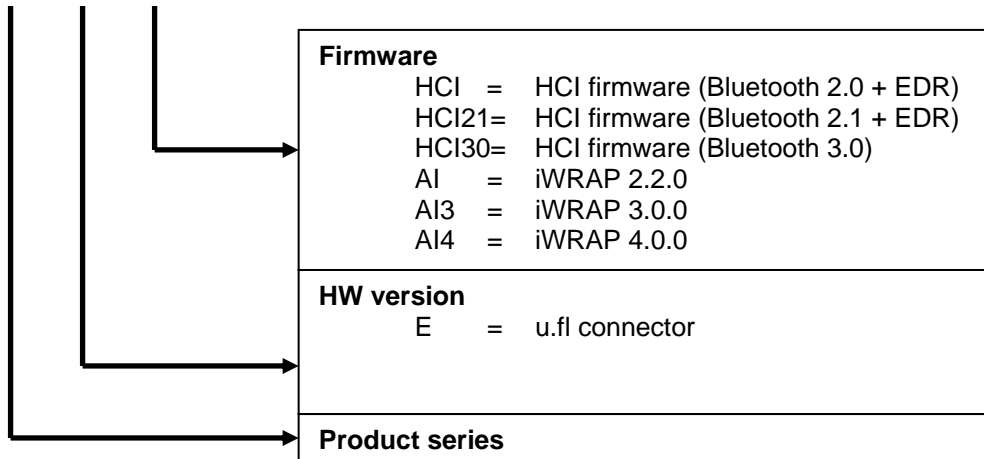 Firmware
HCI = HCI firmware (Bluetooth 2.0 + EDR)
HCI21= HCI firmware (Bluetooth 2.1 + EDR)
HCI30= HCI firmware (Bluetooth 3.0)
AI = iWRAP 2.2.0
AI3 = iWRAP 3.0.0
AI4 = iWRAP 4.0.0
HW version
E = u.fl connector
Product series